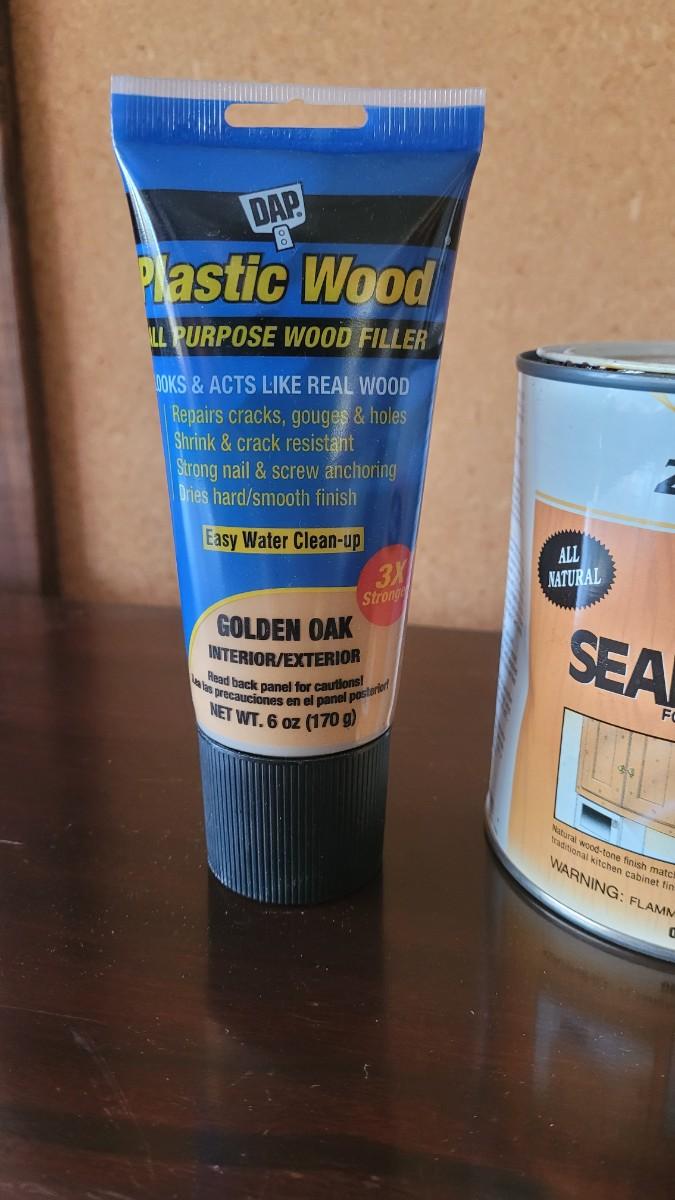 DAP
Plastic Wood
ALL PURPOSE WOOD FILLER
LOOKS & ACTS LIKE REAL WOOD
Repairs cracks, gouges & holes
Shrink & crack resistant
Strong nail & screw anchoring
Dries hard/smooth finish
Easy Water Clean-up
3X
Stronger
GOLDEN OAK
INTERIOR/EXTERIOR
Read back panel for cautions!
Lea las precauciones en el panel posterior!
NET WT. 6 oz (170 g)
ALL
NATURAL
SEA
Natural wood-tone finish
traditional kitchen cabinet
WARNING: